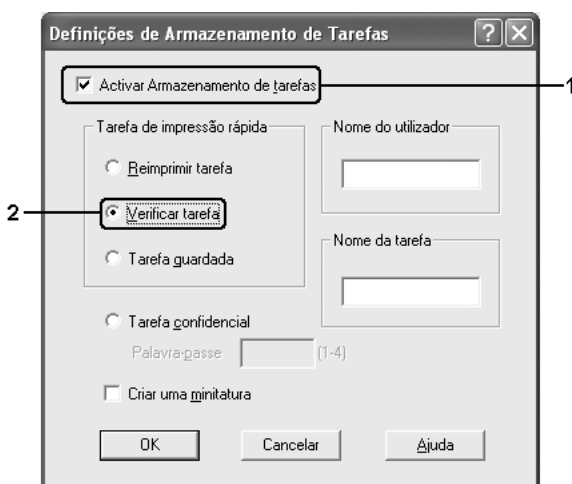 Definições de Armazenamento de Tarefas
Activar Armazenamento de tarefas
1
Tarefa de impressão rápida
Nome do utilizador
Reimprimir tarefa
2
Verificar tarefa
Nome da tarefa
Tarefa guardada
Tarefa confidencial
Palavra-passe
(1-4)
Criar uma minitatura
OK
Cancelar
Ajuda